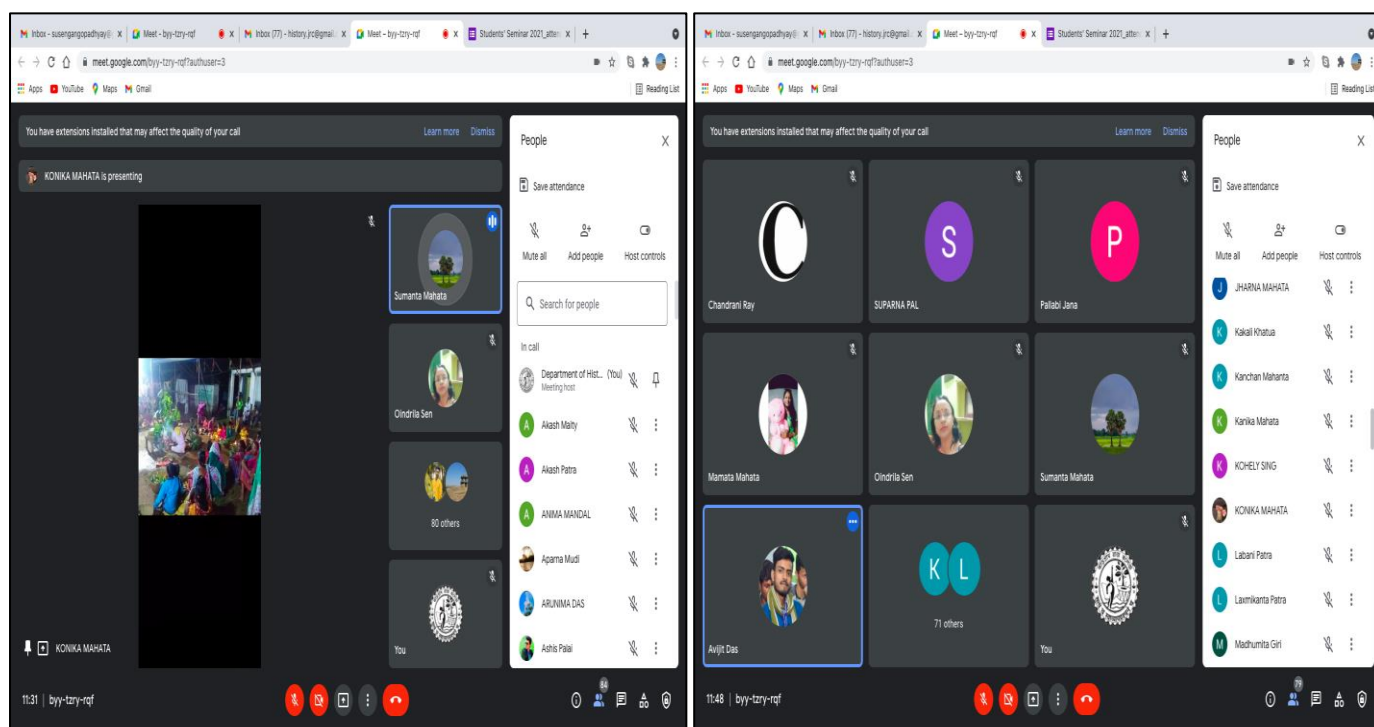 Inbox - susengangopadhyay@ x Meet - byy-tzry-rqf x Inbox (77) - history.jrc@gmail. x Meet - byy-tzry-rqf x Students' Seminar 2021_atten x +
meet.google.com/byy-tzry-rqf?authuser=3
Apps YouTube Maps Gmail Reading List
You have extensions installed that may affect the quality of your call Learn more Dismiss
KONIKA MAHATA is presenting
Sumanta Mahata
Oindrila Sen
80 others
You
KONIKA MAHATA
People
Save attendance
Mute all Add people Host controls
Search for people
In call
Department of Hist... (You)
Meeting host
A Akash Maity
A Akash Patra
A ANIMA MANDAL
Aparna Mudi
ARUNIMA DAS
Ashis Palai
11:31 | byy-tzry-rqf
84
Inbox - susengangopadhyay@ x Inbox (77) - history.jrc@gmail. x Meet - byy-tzry-rqf x Students' Seminar 2021_atten x +
meet.google.com/byy-tzry-rqf?authuser=3
Apps YouTube Maps Gmail Reading List
You have extensions installed that may affect the quality of your call Learn more Dismiss
C
Chandrani Ray
S
SUPARNA PAL
P
Pallabi Jana
Mamata Mahata
Oindrila Sen
Sumanta Mahata
Avijit Das
K L
71 others
You
People
Save attendance
Mute all Add people Host controls
J JHARNA MAHATA
K Kakali Khatua
K Kanchan Mahanta
K Kanika Mahata
K KOHELY SING
KONIKA MAHATA
L Labani Patra
L Laxmikanta Patra
M Madhumita Giri
11:48 | byy-tzry-rqf
79